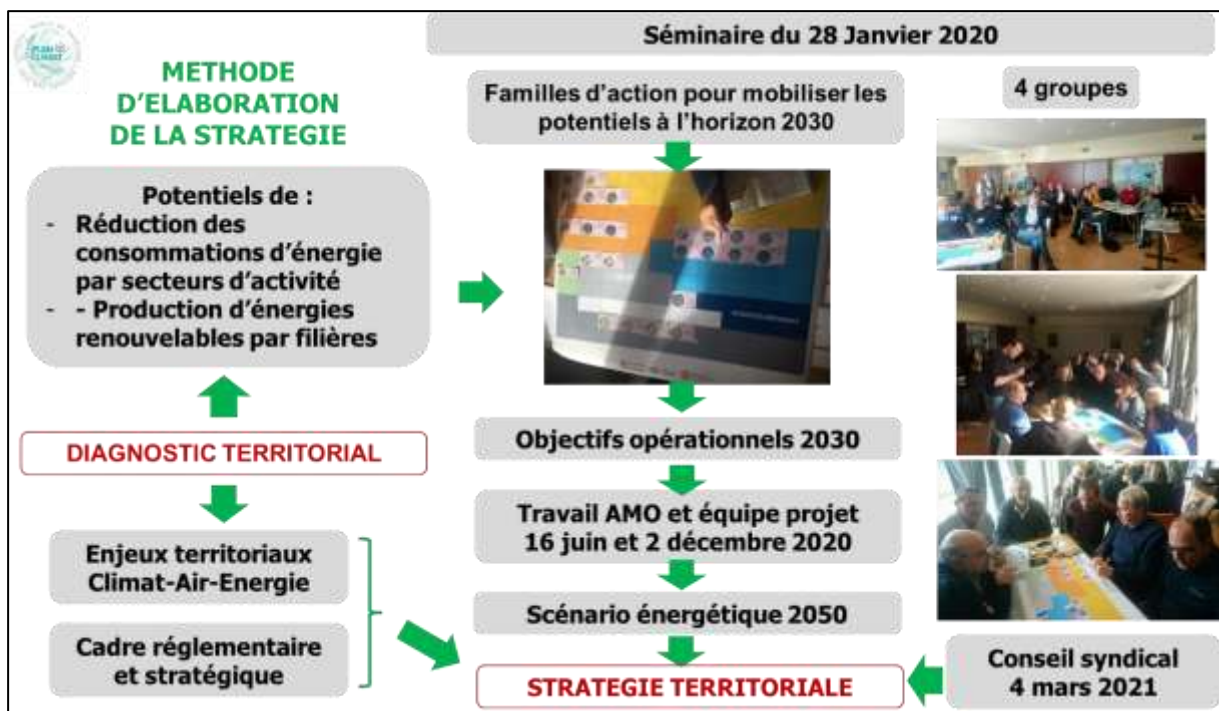 PLAN
CLIMAT
METHODE
D'ELABORATION
DE LA STRATEGIE
Potentiels de :
- Réduction des
consommations d'énergie
par secteurs d'activité
- - Production d'énergies
renouvelables par filières
DIAGNOSTIC TERRITORIAL
Enjeux territoriaux
Climat-Air-Energie
Cadre réglementaire
et stratégique
Séminaire du 28 Janvier 2020
Familles d'action pour mobiliser les
potentiels à l'horizon 2030
Objectifs opérationnels 2030
Travail AMO et équipe projet
16 juin et 2 décembre 2020
Scénario énergétique 2050
STRATEGIE TERRITORIALE
4 groupes
Conseil syndical
4 mars 2021